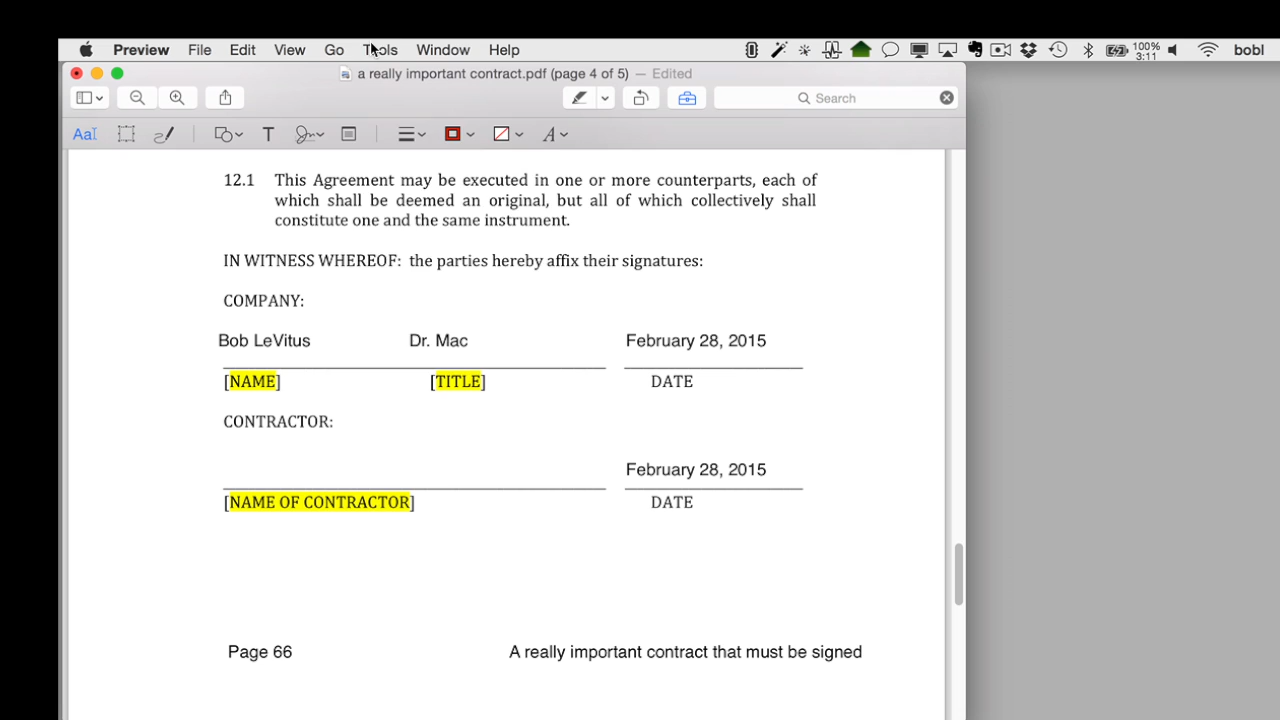 Preview File Edit View Go Tools Window Help 100% 3:11 bobl
a really important contract.pdf (page 4 of 5) — Edited
Search
AaI T A
12.1 This Agreement may be executed in one or more counterparts, each of
which shall be deemed an original, but all of which collectively shall
constitute one and the same instrument.
IN WITNESS WHEREOF: the parties hereby affix their signatures:
COMPANY:
Bob LeVitus Dr. Mac February 28, 2015
[NAME] [TITLE] DATE
CONTRACTOR:
February 28, 2015
[NAME OF CONTRACTOR] DATE
Page 66 A really important contract that must be signed